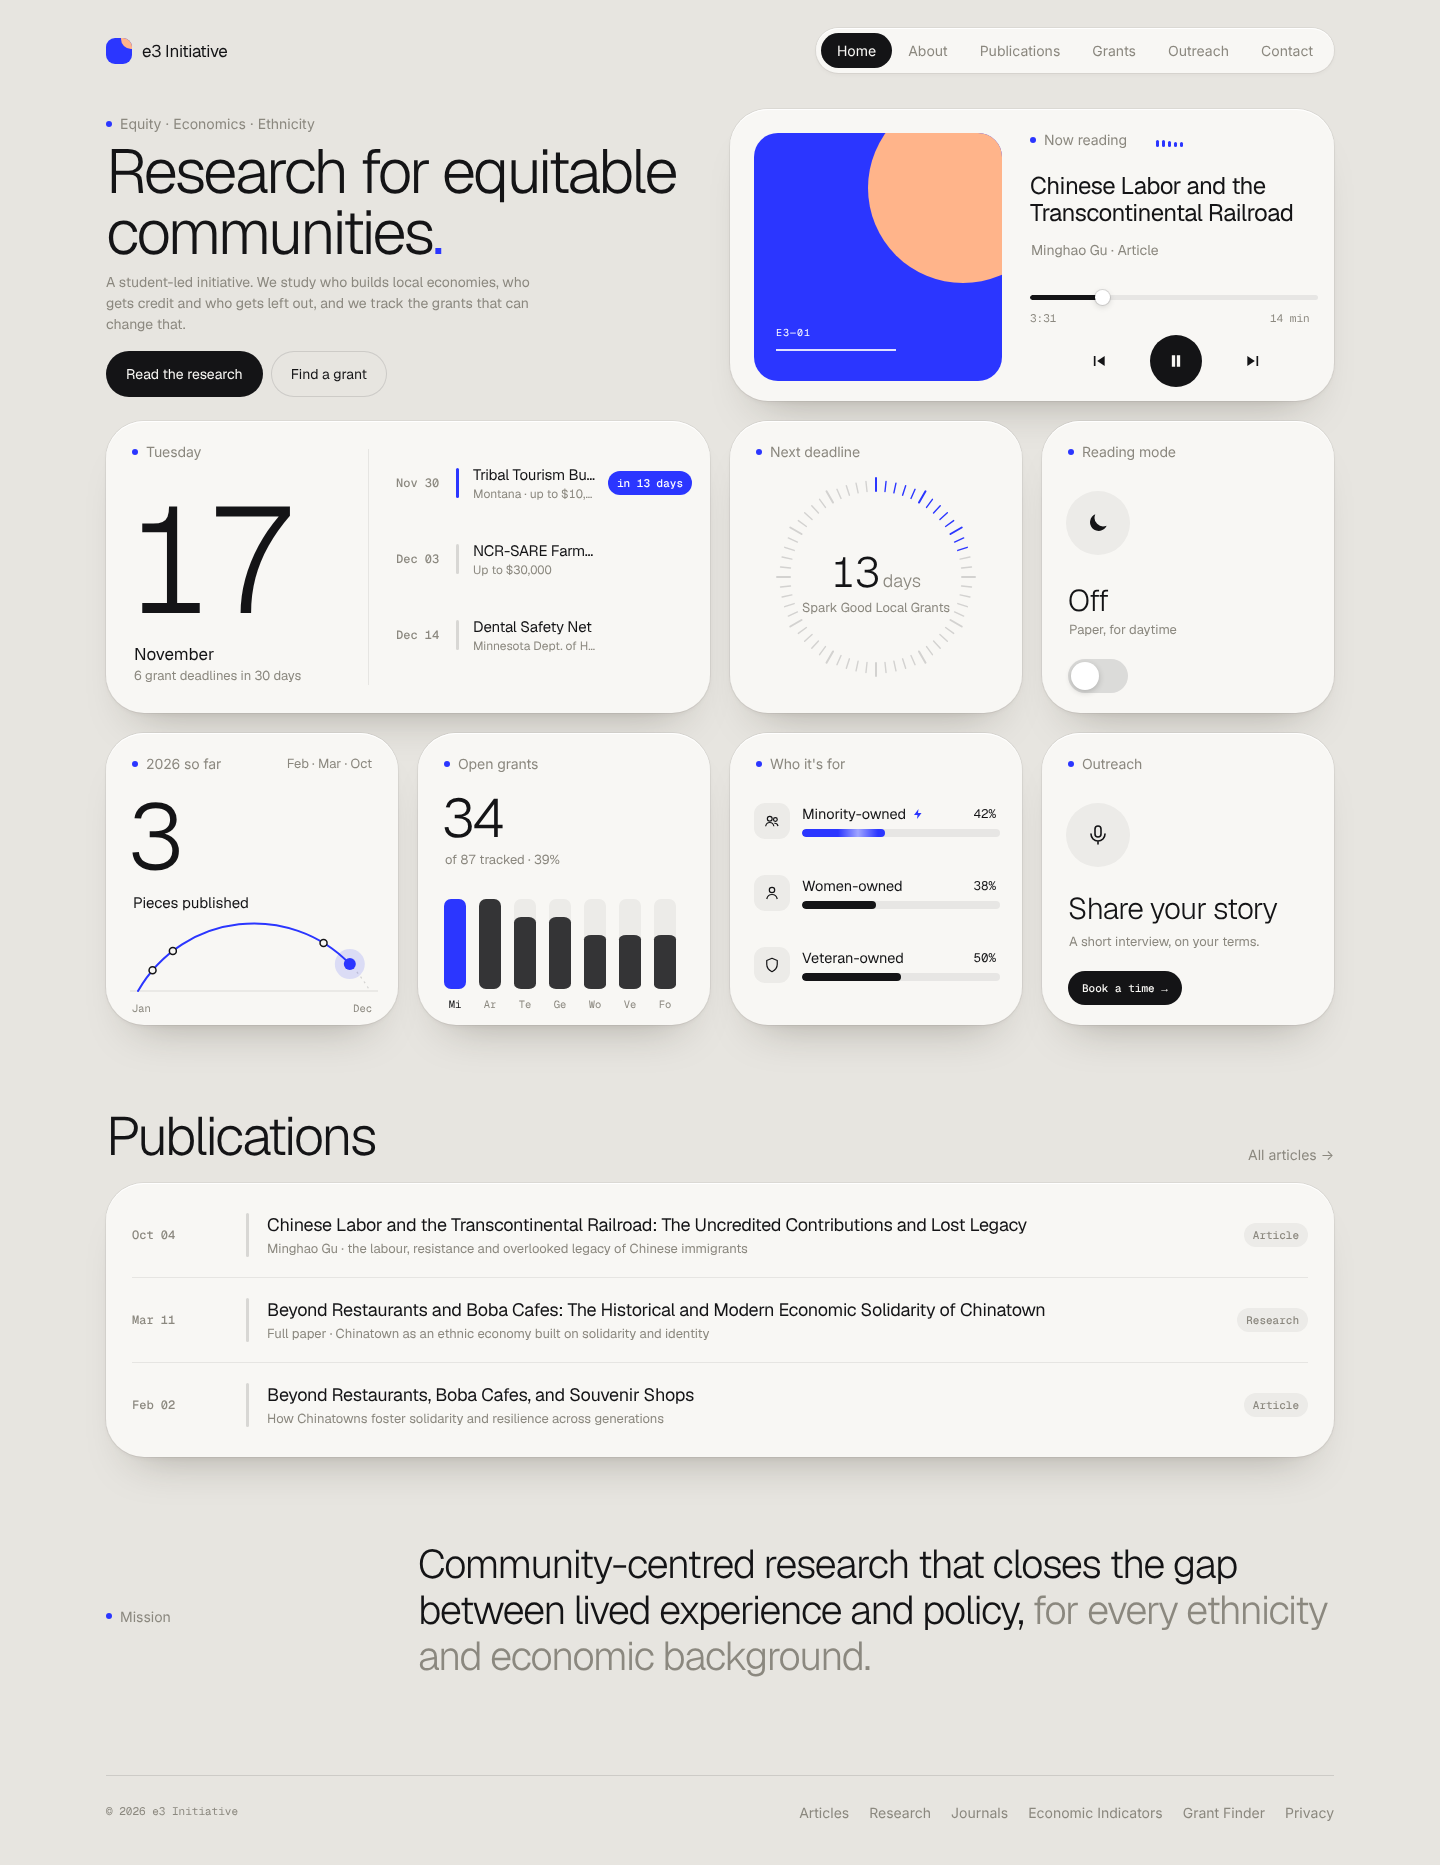 e3 Initiative
Home About Publications Grants Outreach Contact
Equity · Economics · Ethnicity
Research for equitable
communities.
A student-led initiative. We study who builds local economies, who
gets credit and who gets left out, and we track the grants that can
change that.
Read the research Find a grant
E3—01
Now reading
Chinese Labor and the
Transcontinental Railroad
Minghao Gu · Article
3:31 14 min
Tuesday
17
November
6 grant deadlines in 30 days
Nov 30 Tribal Tourism Bu... in 13 days
Montana · up to $10,...
Dec 03 NCR-SARE Farm...
Up to $30,000
Dec 14 Dental Safety Net
Minnesota Dept. of H...
Next deadline
13 days
Spark Good Local Grants
Reading mode
Off
Paper, for daytime
2026 so far Feb · Mar · Oct
3
Pieces published
Jan Dec
Open grants
34
of 87 tracked · 39%
Mi Ar Te Ge Wo Ve Fo
Who it's for
Minority-owned 42%
Women-owned 38%
Veteran-owned 50%
Outreach
Share your story
A short interview, on your terms.
Book a time →
Publications
All articles →
Oct 04 Chinese Labor and the Transcontinental Railroad: The Uncredited Contributions and Lost Legacy Article
Minghao Gu · the labour, resistance and overlooked legacy of Chinese immigrants
Mar 11 Beyond Restaurants and Boba Cafes: The Historical and Modern Economic Solidarity of Chinatown Research
Full paper · Chinatown as an ethnic economy built on solidarity and identity
Feb 02 Beyond Restaurants, Boba Cafes, and Souvenir Shops Article
How Chinatowns foster solidarity and resilience across generations
Mission
Community-centred research that closes the gap
between lived experience and policy, for every ethnicity
and economic background.
© 2026 e3 Initiative
Articles Research Journals Economic Indicators Grant Finder Privacy